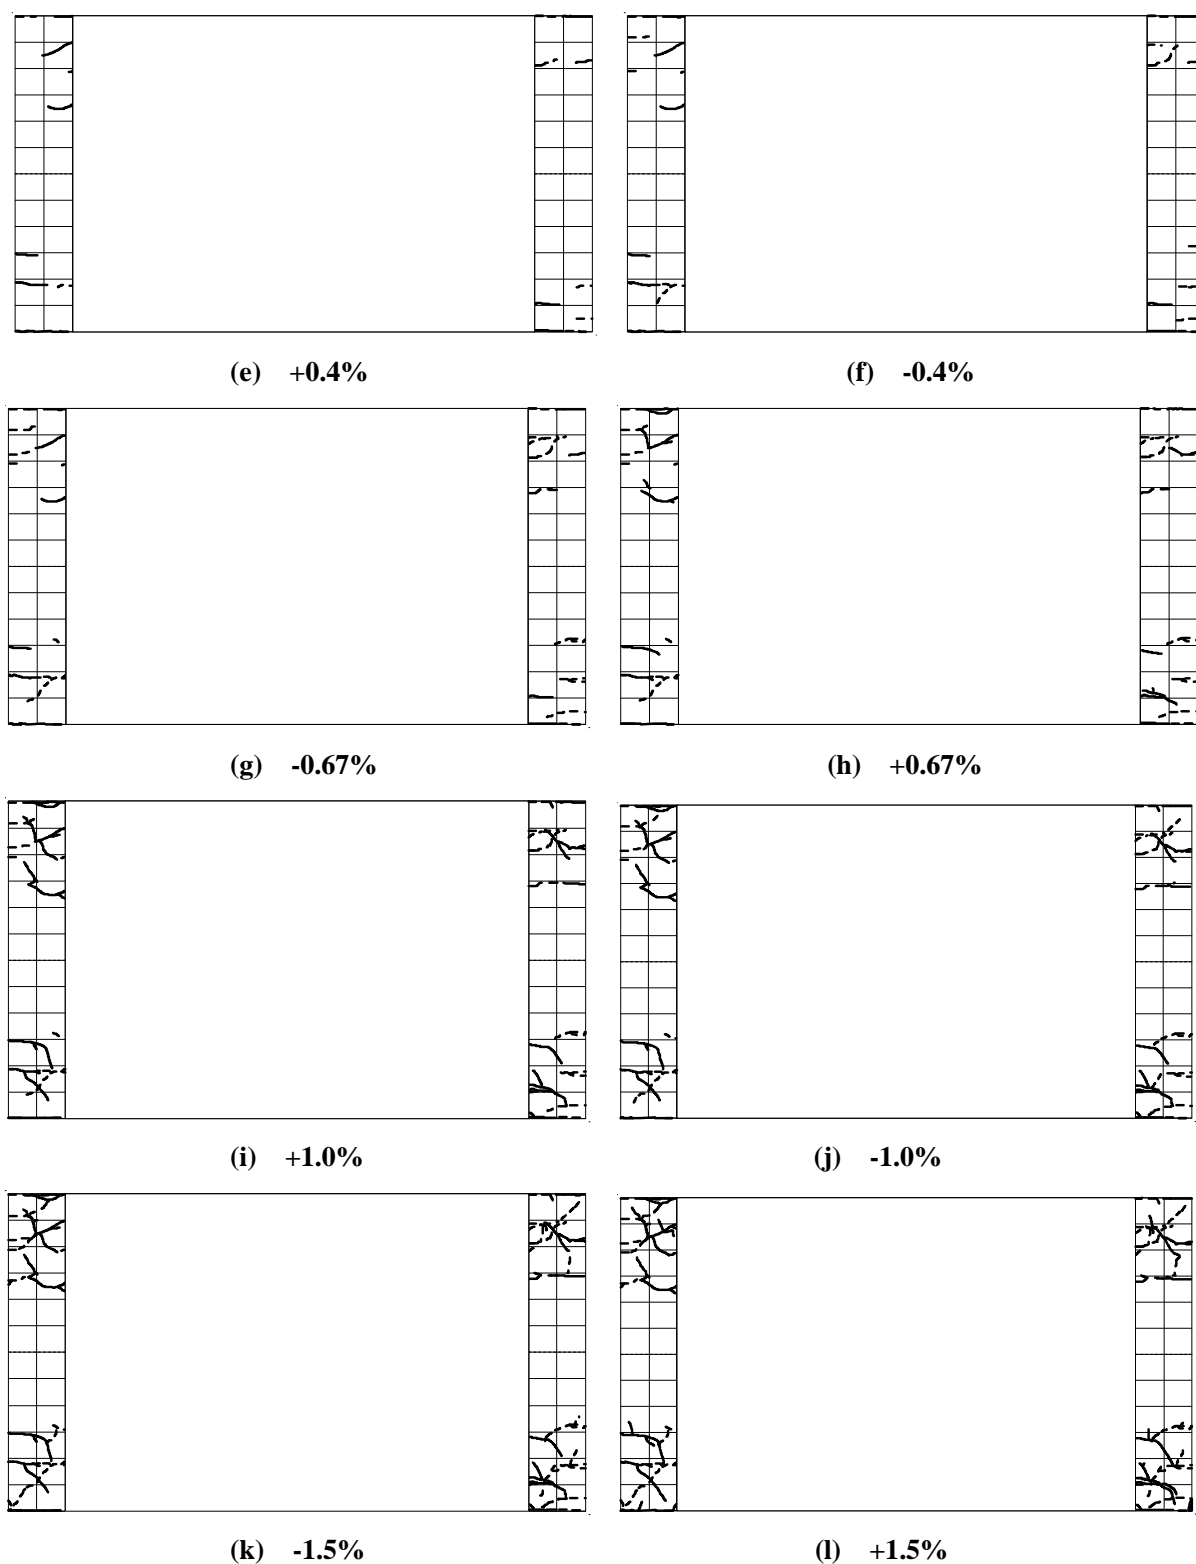 (e) +0.4%
(f) -0.4%
(g) -0.67%
(h) +0.67%
(i) +1.0%
(j) -1.0%
(k) -1.5%
(l) +1.5%